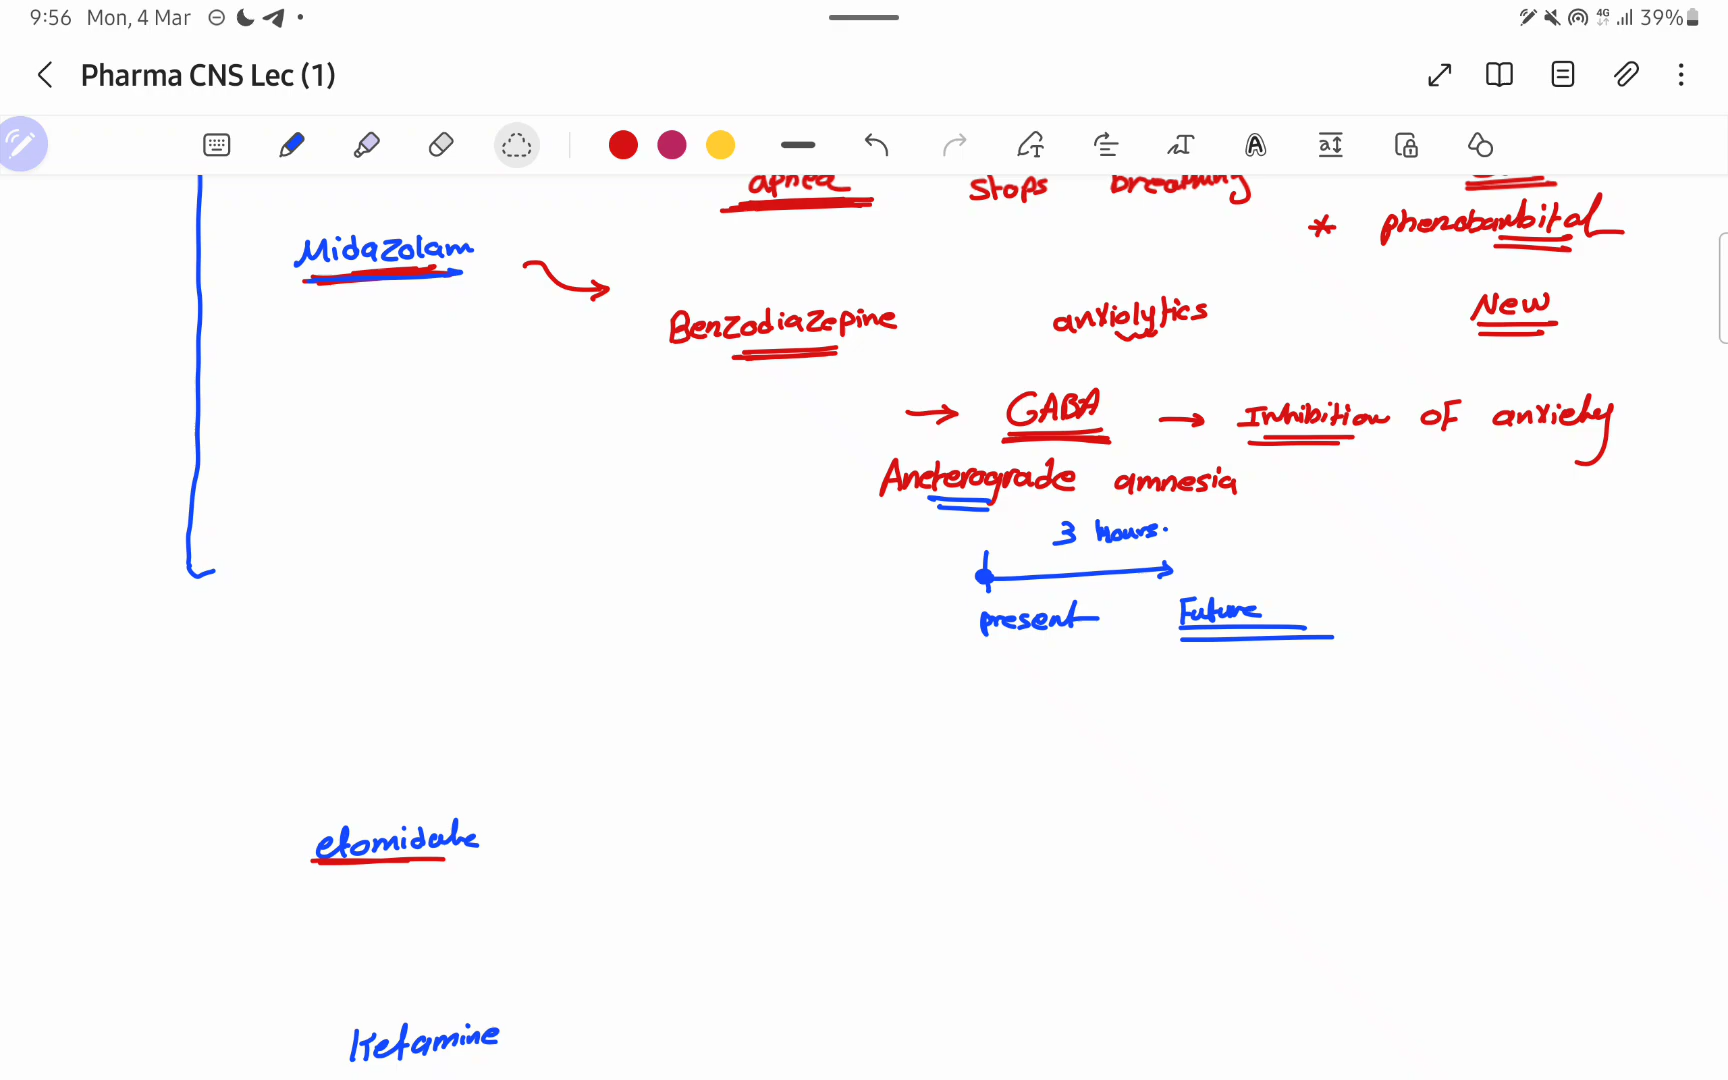 9:56 Mon, 4 Mar 4G 39%
Pharma CNS Lec (1)
apnea stops breathing
* phenobarbital
Midazolam
Benzodiazepine anxiolytics New
→ GABA → Inhibition of anxiety
Anterograde amnesia
3 hours.
present Future
etomidate
Ketamine